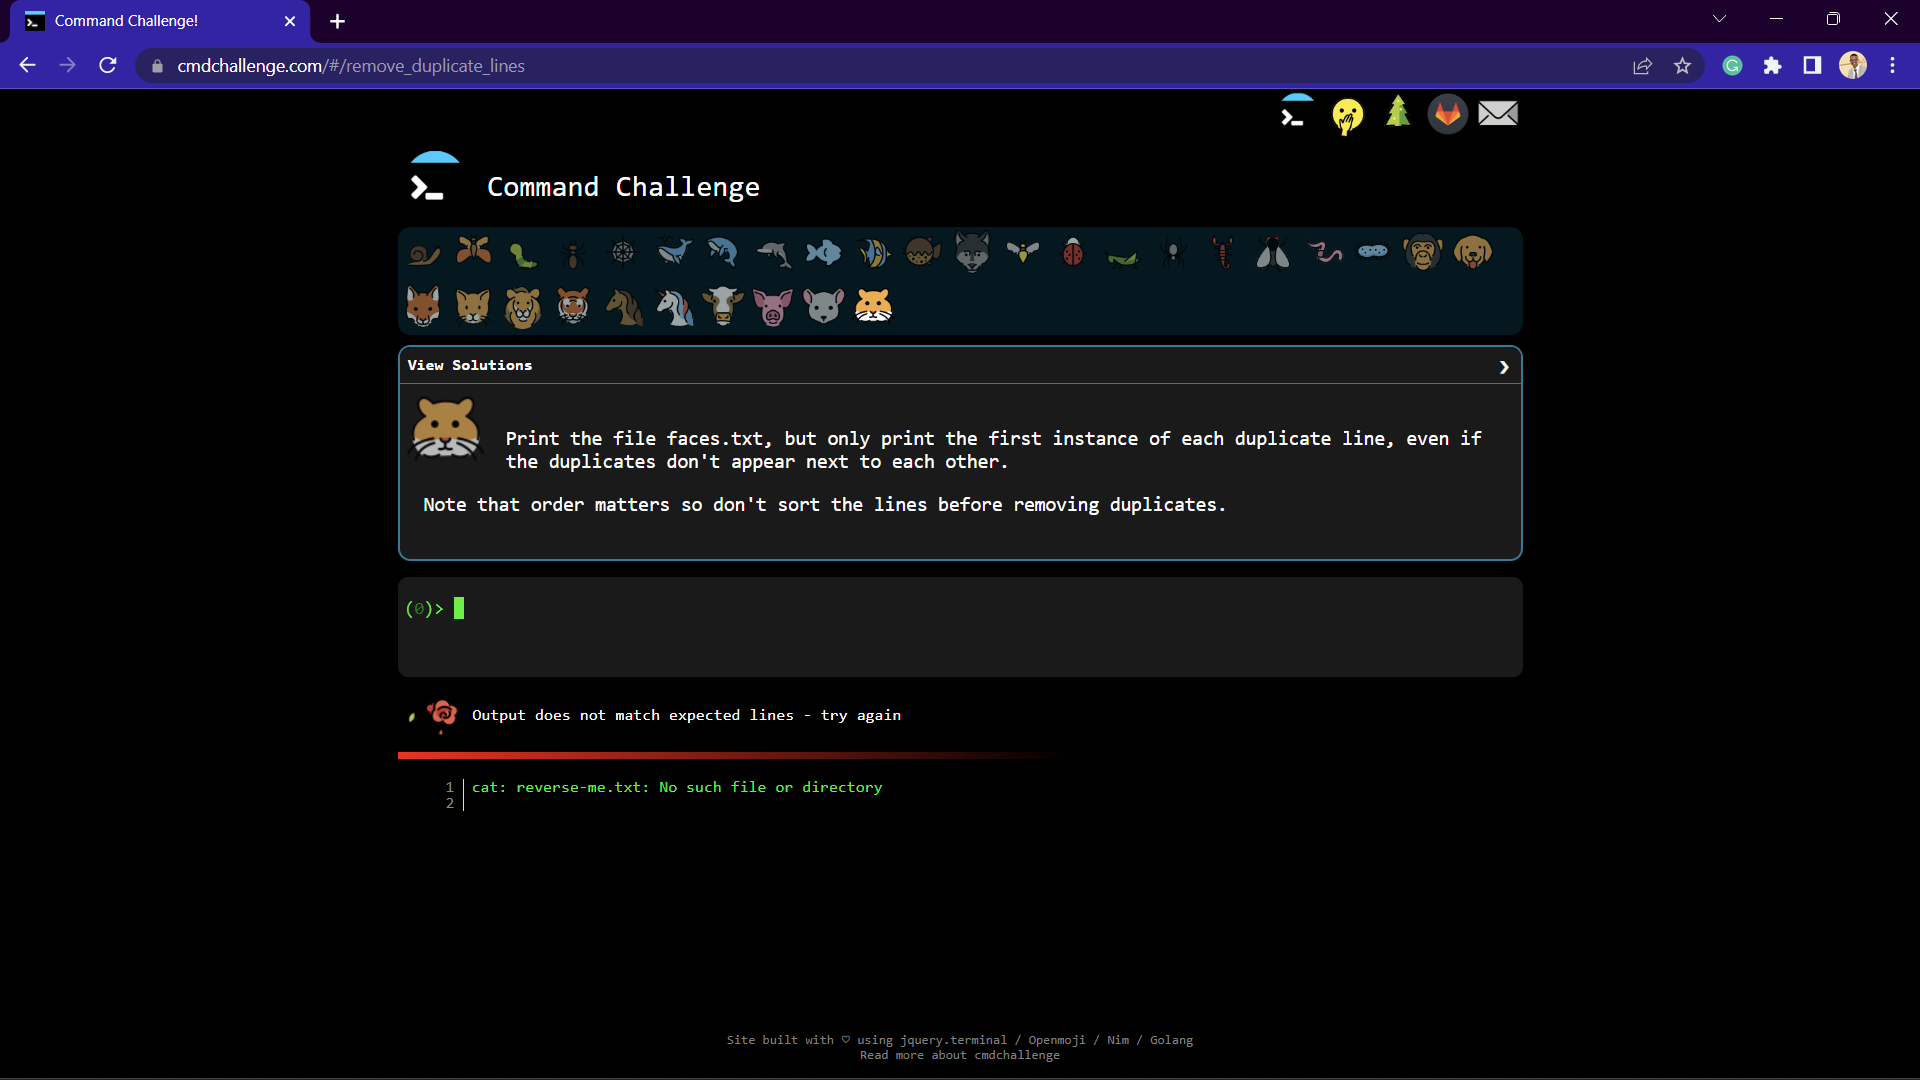 Command Challenge!
cmdchallenge.com/#/remove_duplicate_lines
Command Challenge
View Solutions
Print the file faces.txt, but only print the first instance of each duplicate line, even if
the duplicates don't appear next to each other.
Note that order matters so don't sort the lines before removing duplicates.
(0)>
Output does not match expected lines - try again
1 cat: reverse-me.txt: No such file or directory
2
Site built with ♡ using jquery.terminal / Openmoji / Nim / Golang
Read more about cmdchallenge